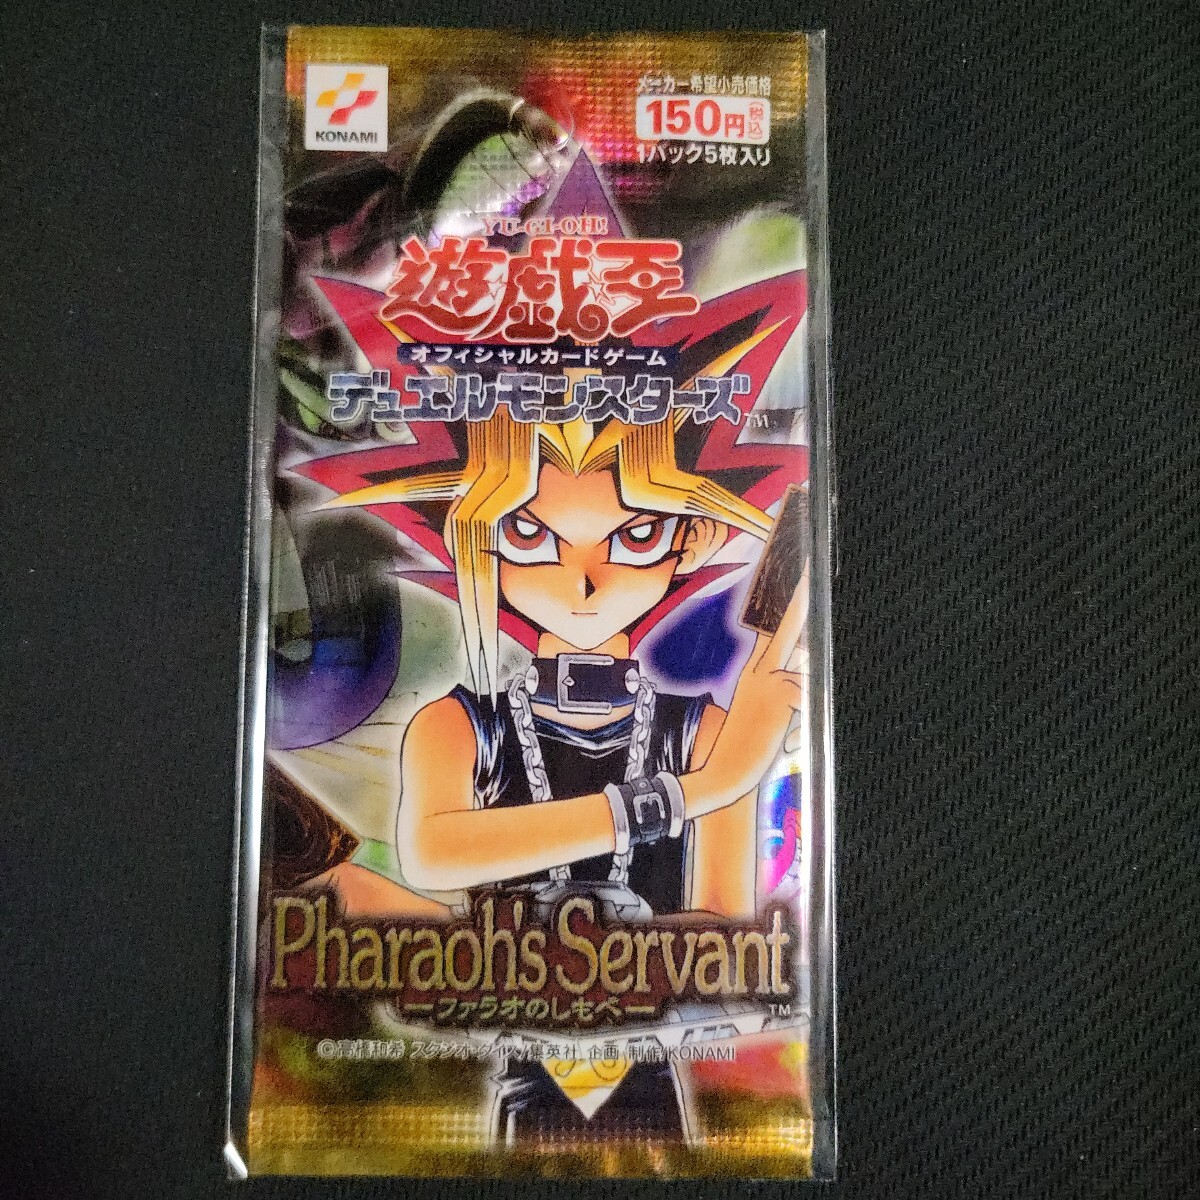 KONAMI
メーカー希望小売価格
150円(税込)
1パック5枚入り
YU-GI-OH!
遊戯王
オフィシャルカードゲーム
デュエルモンスターズ™
Pharaoh's Servant™
ーファラオのしもべー
©高橋和希 スタジオ・ダイス/集英社 企画 制作/KONAMI